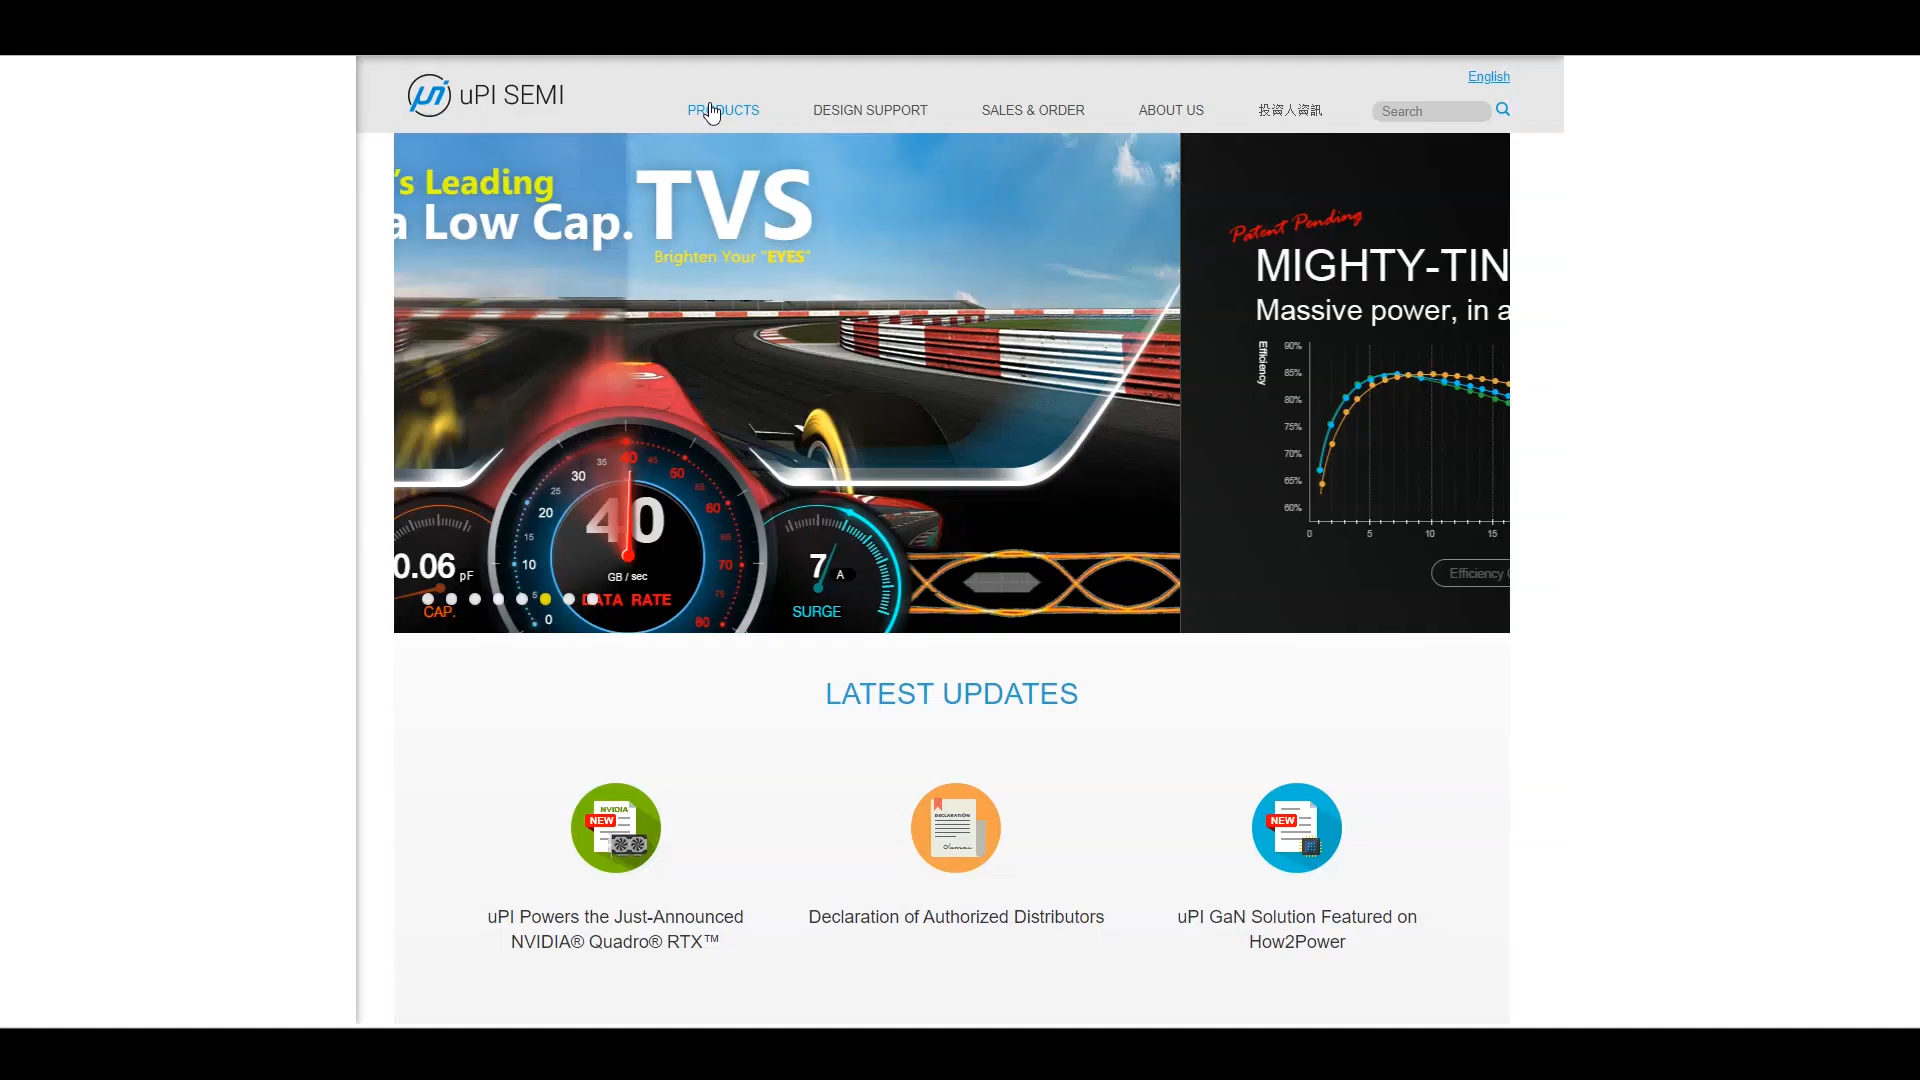 English
uPI SEMI
PRODUCTS
DESIGN SUPPORT
SALES & ORDER
ABOUT US
投資人資訊
Search
's Leading
a Low Cap.
TVS
Brighten Your "EYES"
Patent Pending
MIGHTY-TIN
Massive power, in a
Efficiency
90%
85%
80%
75%
70%
65%
60%
0 5 10 15
Efficiency
0.06 pF
CAP.
0 5 10 15 20 25 30 35 40 45 50 55 60 65 70 75 80
40
GB / sec
DATA RATE
7 A
SURGE
LATEST UPDATES
NVIDIA
NEW
DECLARATION
NEW
uPI Powers the Just-Announced
NVIDIA® Quadro® RTX™
Declaration of Authorized Distributors
uPI GaN Solution Featured on
How2Power